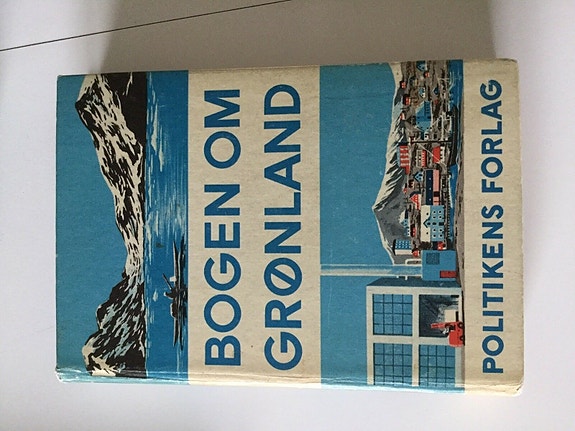 BOGEN OM
GRØNLAND
POLITIKENS FORLAG